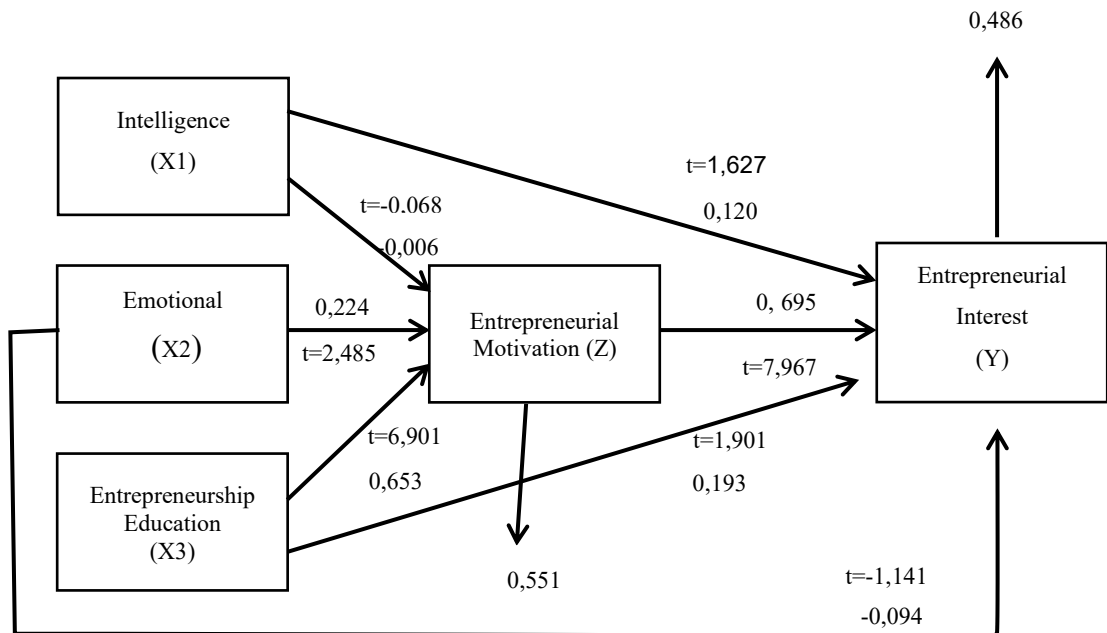 0,486
Intelligence
(X1)
t=1,627
0,120
t=-0.068
-0,006
Emotional
(X2)
0,224
t=2,485
Entrepreneurial
Motivation (Z)
0, 695
t=7,967
Entrepreneurial
Interest
(Y)
t=6,901
0,653
t=1,901
0,193
Entrepreneurship
Education
(X3)
0,551
t=-1,141
-0,094